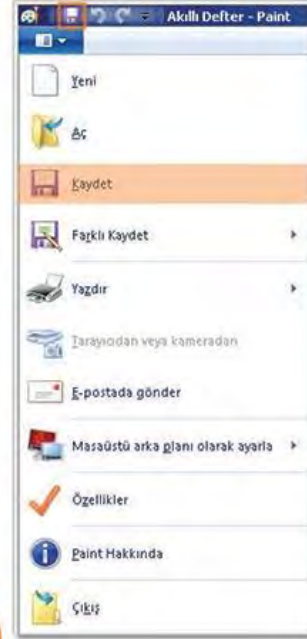 Akıllı Defter - Paint
Yeni
Aç
Kaydet
Farklı Kaydet
Yazdır
Tarayıcıdan veya kameradan
E-postada gönder
Masaüstü arka planı olarak ayarla
Özellikler
Paint Hakkında
Çıkış